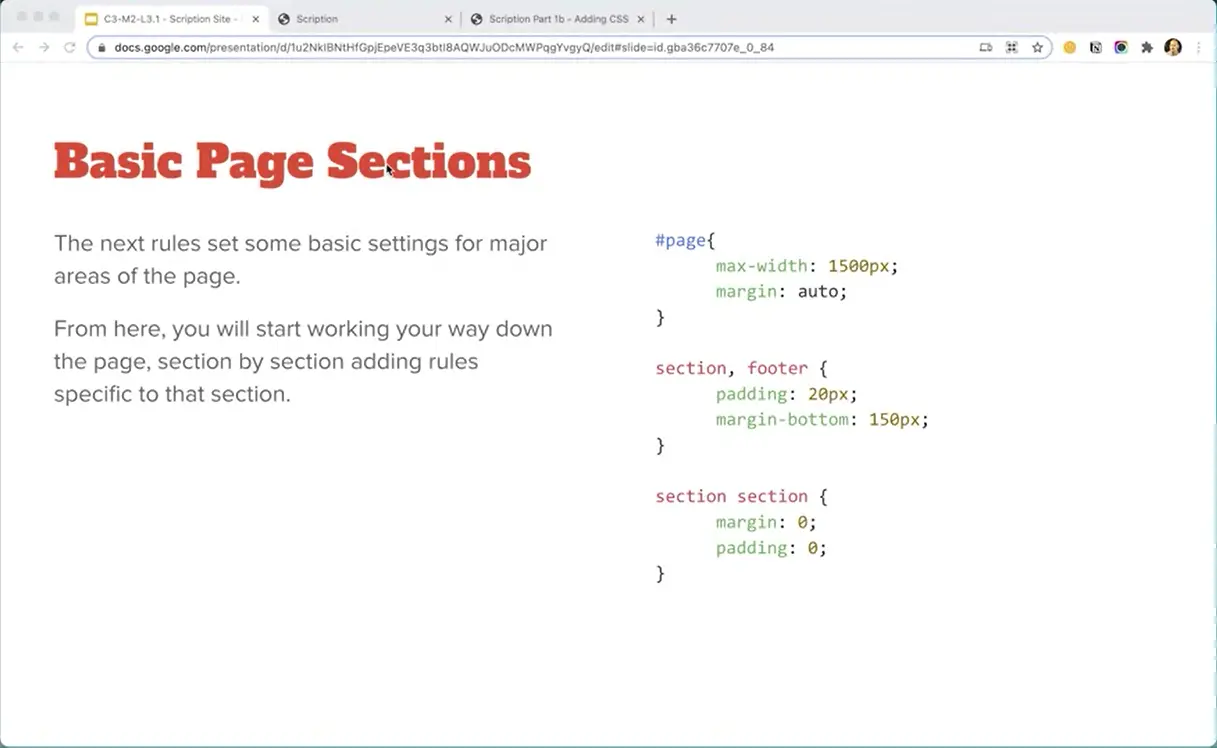 C3-M2-L3.1 - Scription Site -
Scription
Scription Part 1b - Adding CSS
docs.google.com/presentation/d/1u2NkIBNtHfGpjEpeVE3q3btI8AQWJuODcMWPqgYvgyQ/edit#slide=id.gba36c7707e_0_84
Basic Page Sections
The next rules set some basic settings for major
areas of the page.
From here, you will start working your way down
the page, section by section adding rules
specific to that section.
#page{
max-width: 1500px;
margin: auto;
}
section, footer {
padding: 20px;
margin-bottom: 150px;
}
section section {
margin: 0;
padding: 0;
}